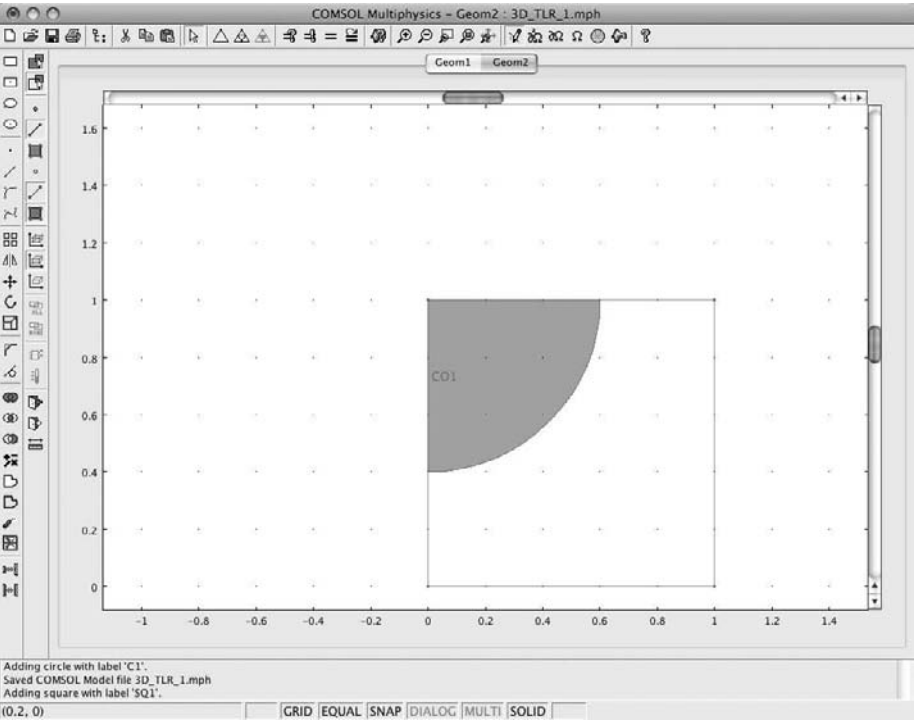 COMSOL Multiphysics - Geom2 : 3D_TLR_1.mph
Geom1 Geom2
1.6
1.4
1.2
1
0.8
CO1
0.6
0.4
0.2
0
-1 -0.8 -0.6 -0.4 -0.2 0 0.2 0.4 0.6 0.8 1 1.2 1.4
Adding circle with label 'C1'.
Saved COMSOL Model file 3D_TLR_1.mph
Adding square with label 'SQ1'.
(0.2, 0) GRID EQUAL SNAP DIALOG MULTI SOLID